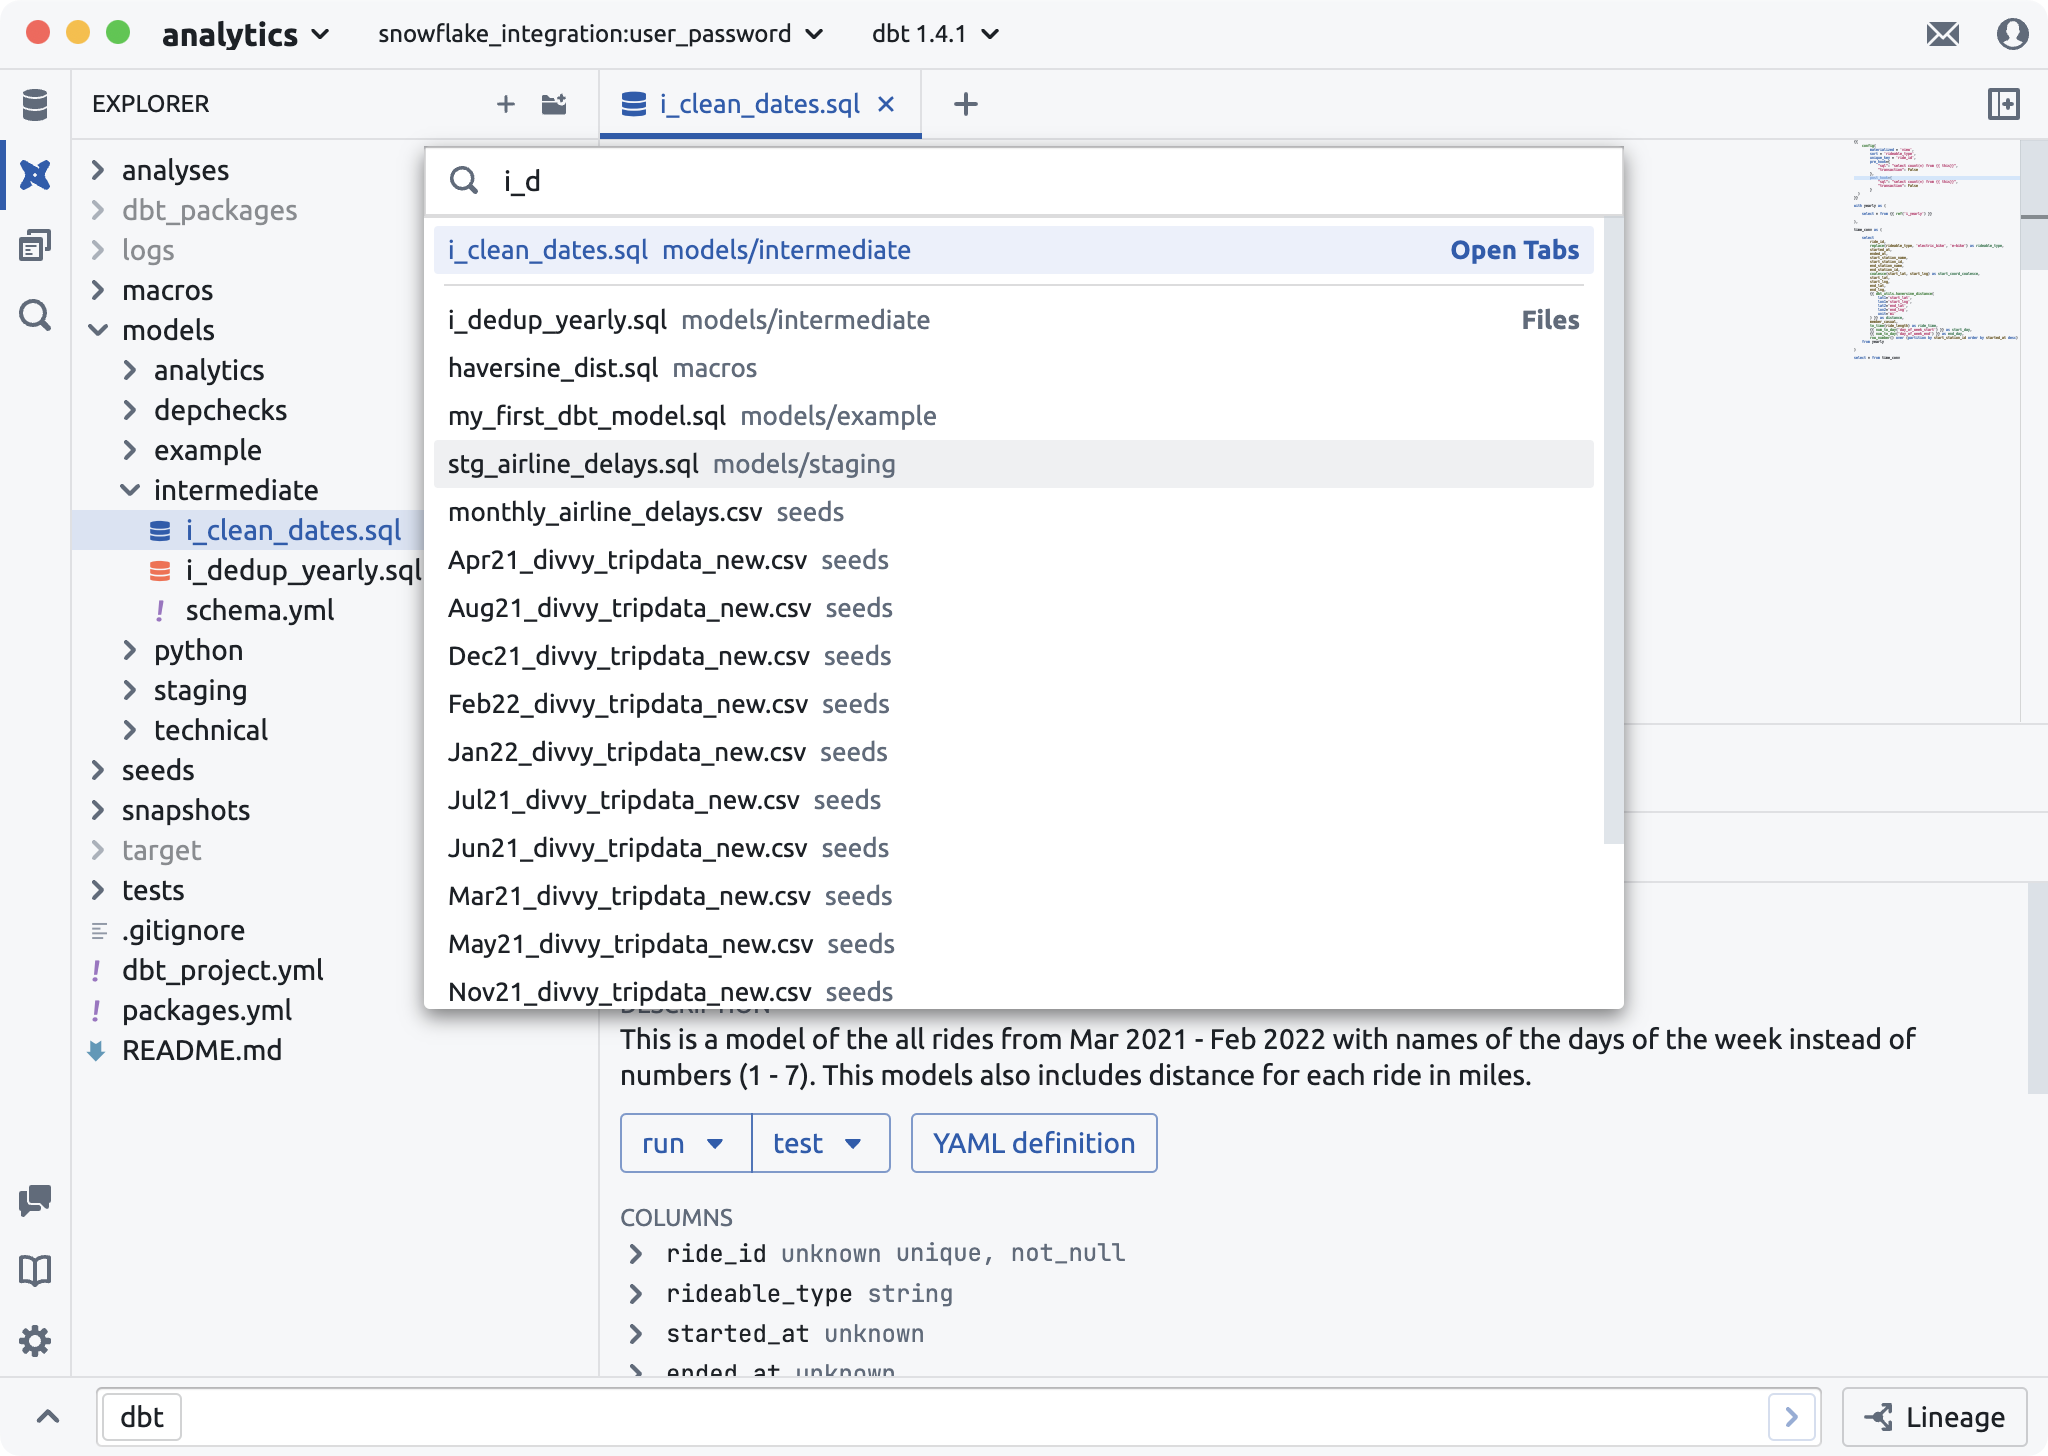 analytics snowflake_integration:user_password dbt 1.4.1
EXPLORER
i_clean_dates.sql
analyses
dbt_packages
logs
macros
models
analytics
depchecks
example
intermediate
i_clean_dates.sql
i_dedup_yearly.sql
schema.yml
python
staging
technical
seeds
snapshots
target
tests
.gitignore
! dbt_project.yml
! packages.yml
README.md
i_d
i_clean_dates.sql models/intermediate Open Tabs
i_dedup_yearly.sql models/intermediate Files
haversine_dist.sql macros
my_first_dbt_model.sql models/example
stg_airline_delays.sql models/staging
monthly_airline_delays.csv seeds
Apr21_divvy_tripdata_new.csv seeds
Aug21_divvy_tripdata_new.csv seeds
Dec21_divvy_tripdata_new.csv seeds
Feb22_divvy_tripdata_new.csv seeds
Jan22_divvy_tripdata_new.csv seeds
Jul21_divvy_tripdata_new.csv seeds
Jun21_divvy_tripdata_new.csv seeds
Mar21_divvy_tripdata_new.csv seeds
May21_divvy_tripdata_new.csv seeds
Nov21_divvy_tripdata_new.csv seeds
DESCRIPTION
This is a model of the all rides from Mar 2021 - Feb 2022 with names of the days of the week instead of
numbers (1 - 7). This models also includes distance for each ride in miles.
run test YAML definition
COLUMNS
ride_id unknown unique, not_null
rideable_type string
started_at unknown
ended_at unknown
dbt
Lineage